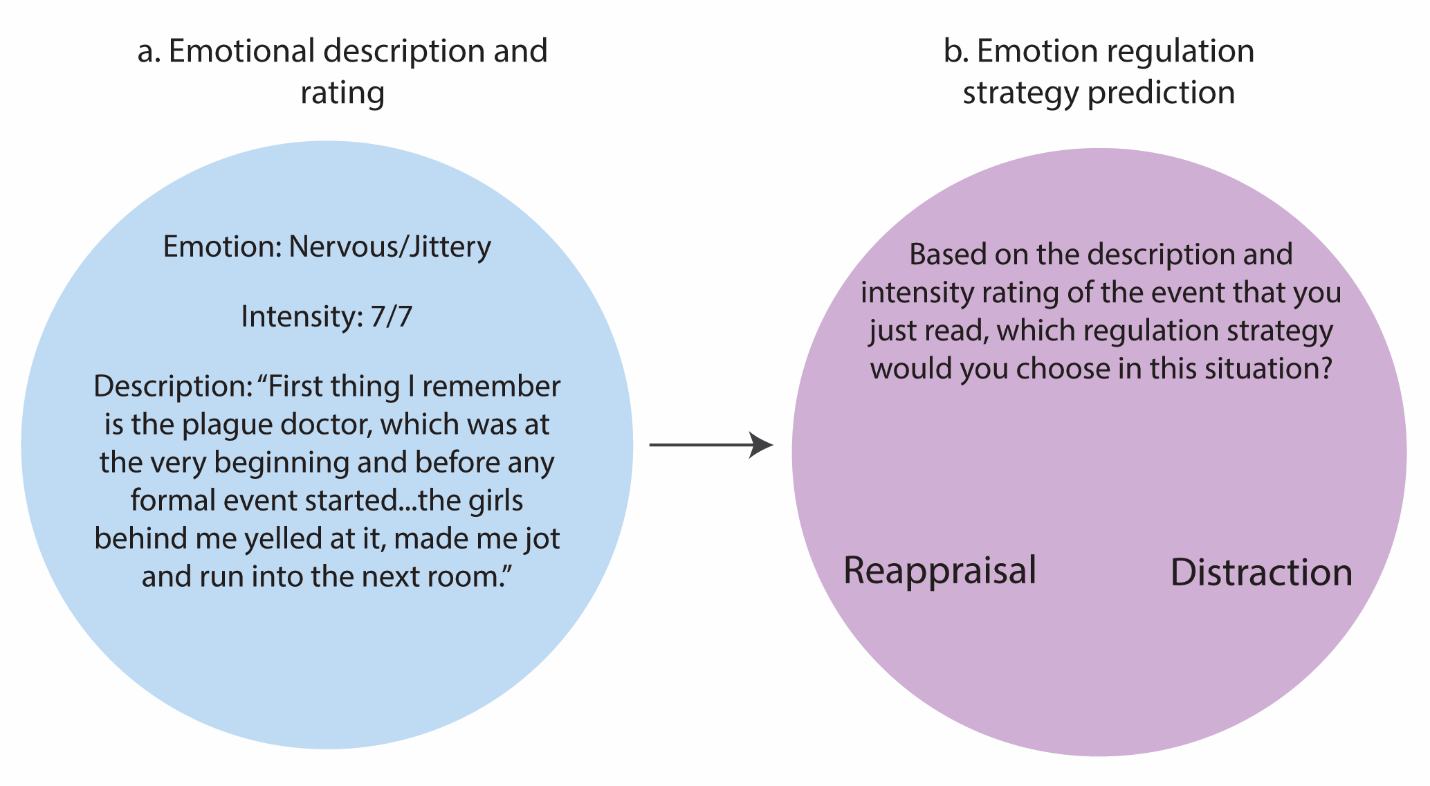 a. Emotional description and
rating
Emotion: Nervous/Jittery
Intensity: 7/7
Description: “First thing I remember
is the plague doctor, which was at
the very beginning and before any
formal event started...the girls
behind me yelled at it, made me jot
and run into the next room.”
b. Emotion regulation
strategy prediction
Based on the description and
intensity rating of the event that you
just read, which regulation strategy
would you choose in this situation?
Reappraisal
Distraction